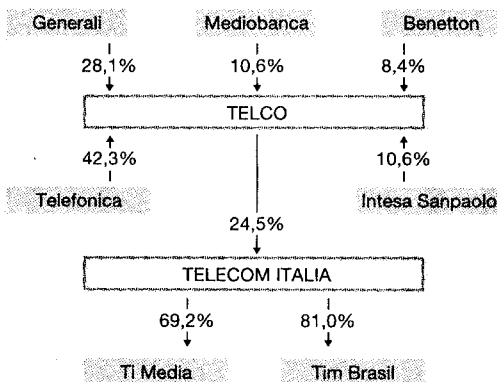 Generali Mediobanca Benetton
28,1% 10,6% 8,4%
TELCO
42,3% 10,6%
Telefonica Intesa Sanpaolo
24,5%
TELECOM ITALIA
69,2% 81,0%
TI Media Tim Brasil